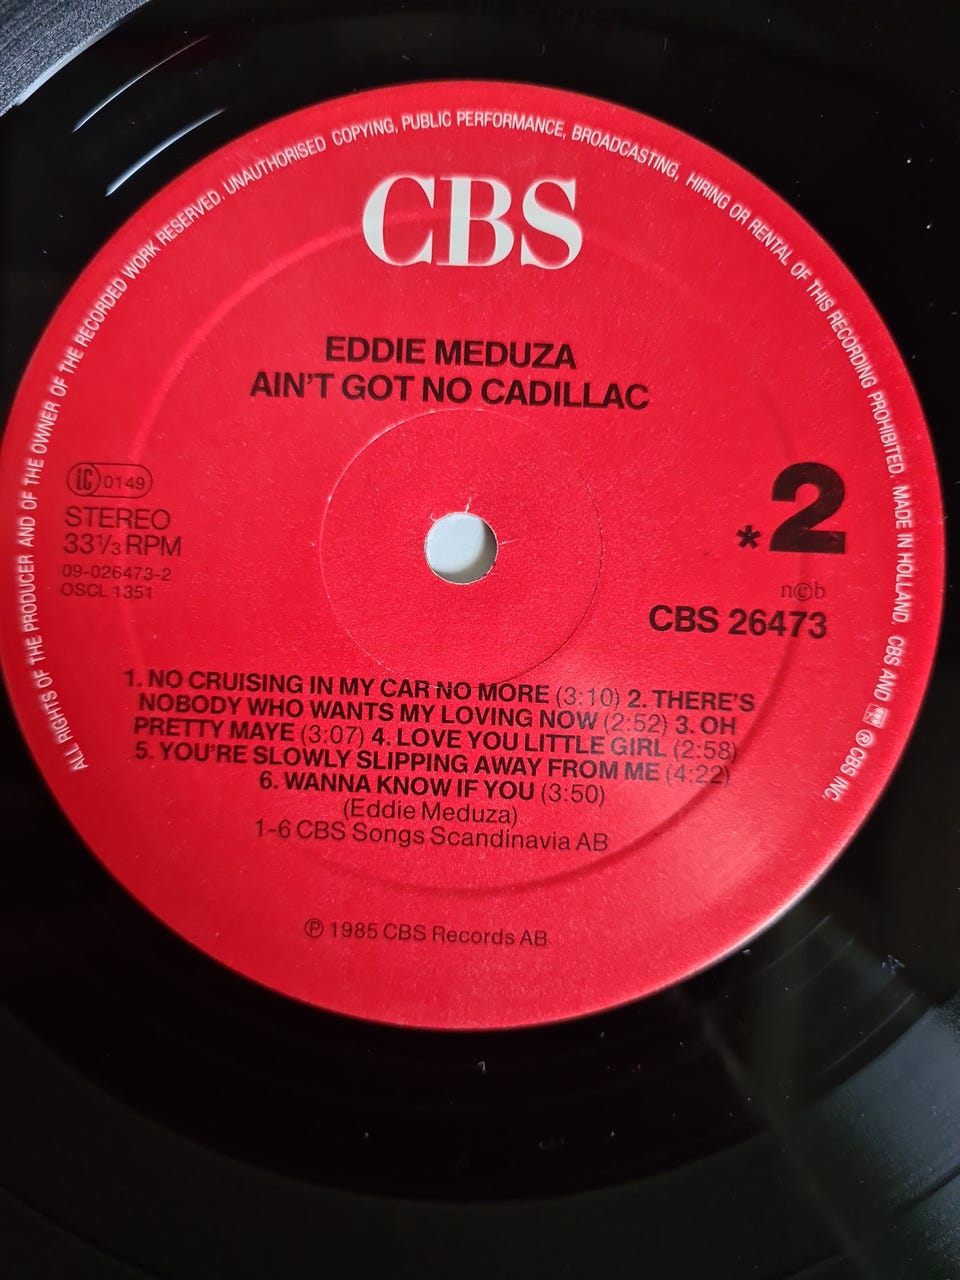 ALL RIGHTS OF THE PRODUCER AND OF THE OWNER OF THE RECORDED WORK RESERVED. UNAUTHORISED COPYING, PUBLIC PERFORMANCE, BROADCASTING, HIRING OR RENTAL OF THIS RECORDING PROHIBITED. MADE IN HOLLAND. CBS AND ® CBS INC.
CBS
EDDIE MEDUZA
AIN'T GOT NO CADILLAC
LC 0149
STEREO
33⅓ RPM
09-026473-2
OSCL 1351
*2
n©b
CBS 26473
1. NO CRUISING IN MY CAR NO MORE (3:10) 2. THERE'S
NOBODY WHO WANTS MY LOVING NOW (2:52) 3. OH
PRETTY MAYE (3:07) 4. LOVE YOU LITTLE GIRL (2:58)
5. YOU'RE SLOWLY SLIPPING AWAY FROM ME (4:22)
6. WANNA KNOW IF YOU (3:50)
(Eddie Meduza)
1-6 CBS Songs Scandinavia AB
℗ 1985 CBS Records AB